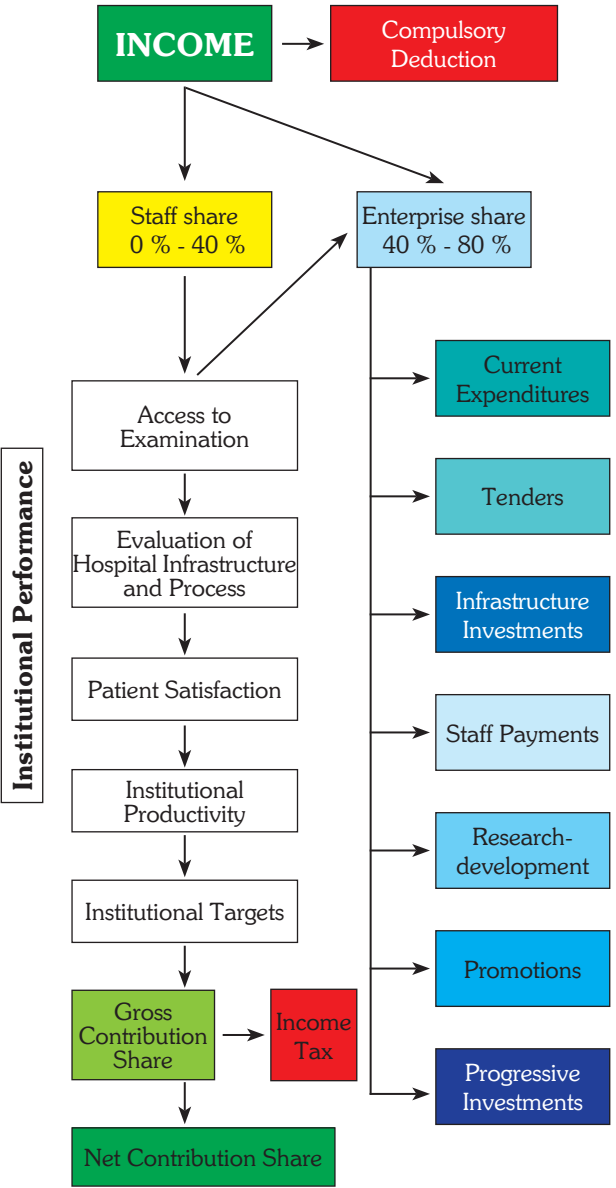 INCOME
Compulsory
Deduction
Staff share
0 % - 40 %
Enterprise share
40 % - 80 %
Institutional Performance
Access to
Examination
Evaluation of
Hospital Infrastructure
and Process
Patient Satisfaction
Institutional
Productivity
Institutional Targets
Gross
Contribution
Share
Income
Tax
Net Contribution Share
Current
Expenditures
Tenders
Infrastructure
Investments
Staff Payments
Research-
development
Promotions
Progressive
Investments